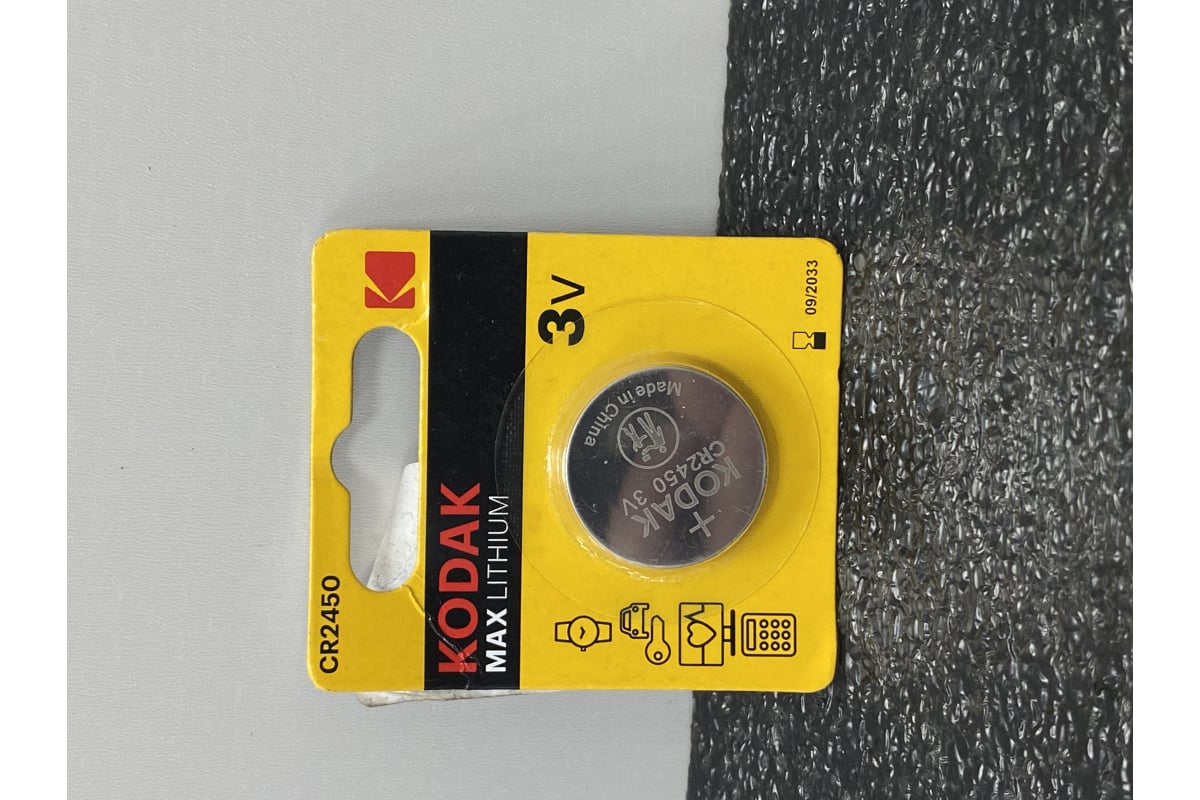 CR2450
KODAK
MAX LITHIUM
3V
+
KODAK
CR2450 3V
Made in China
09/2033